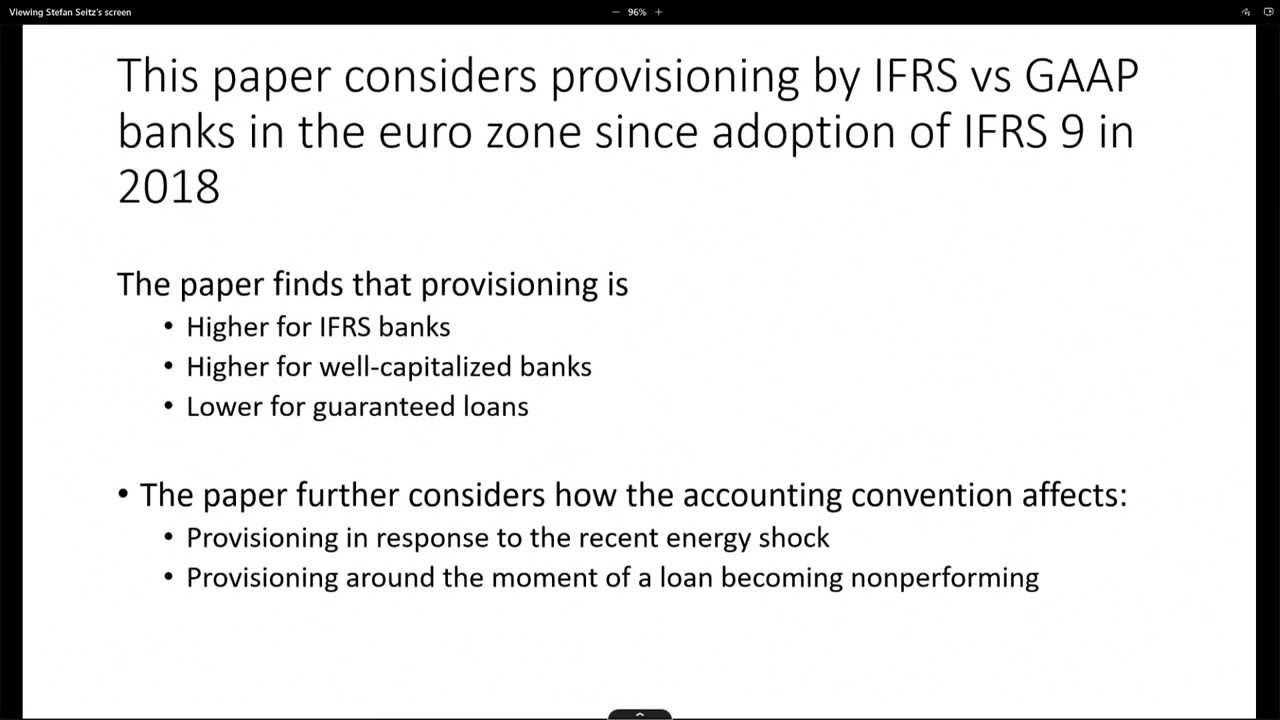 Viewing Stefan Seitz's screen
− 96% +
This paper considers provisioning by IFRS vs GAAP
banks in the euro zone since adoption of IFRS 9 in
2018
The paper finds that provisioning is
• Higher for IFRS banks
• Higher for well-capitalized banks
• Lower for guaranteed loans
• The paper further considers how the accounting convention affects:
• Provisioning in response to the recent energy shock
• Provisioning around the moment of a loan becoming nonperforming